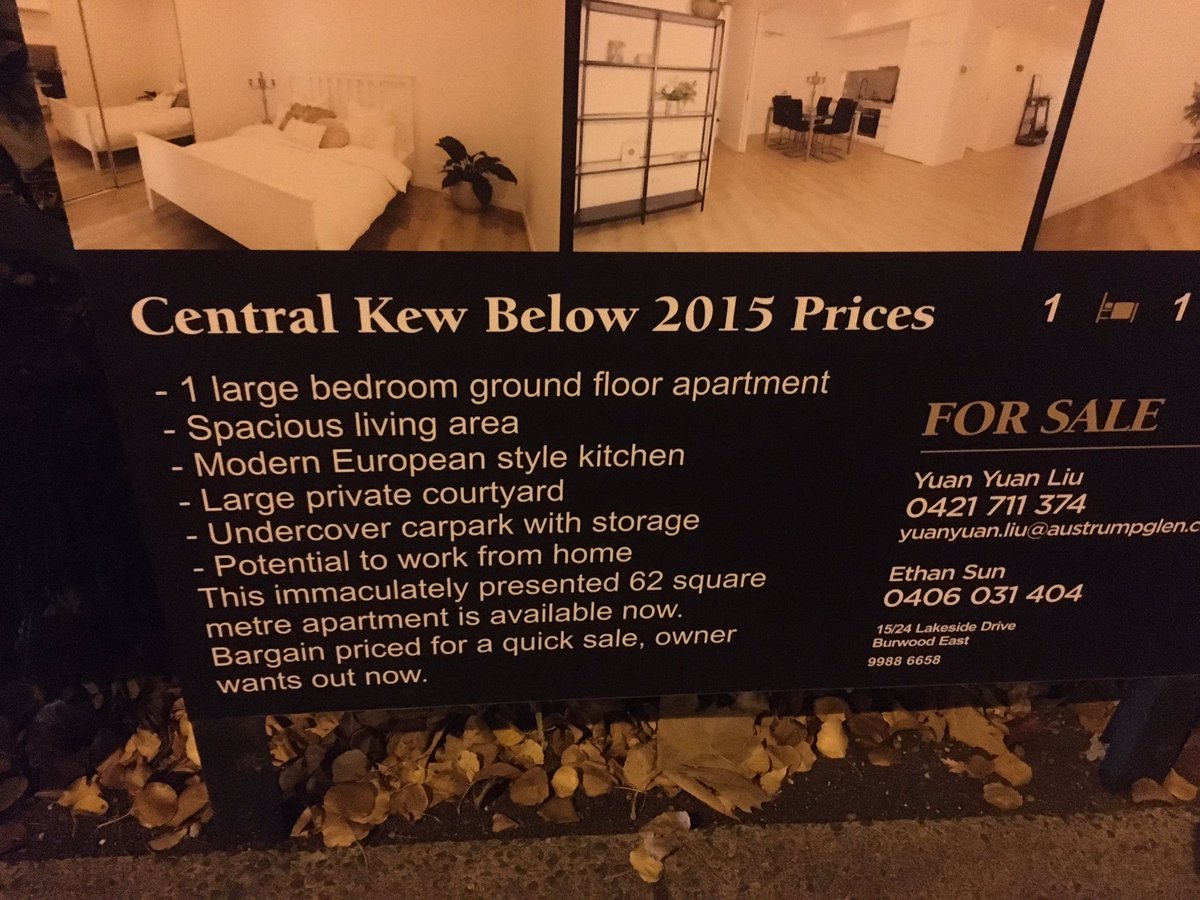 Central Kew Below 2015 Prices
1 1
- 1 large bedroom ground floor apartment
- Spacious living area
- Modern European style kitchen
- Large private courtyard
- Undercover carpark with storage
- Potential to work from home
This immaculately presented 62 square
metre apartment is available now.
Bargain priced for a quick sale, owner
wants out now.
FOR SALE
Yuan Yuan Liu
0421 711 374
yuanyuan.liu@austrumpglen.c
Ethan Sun
0406 031 404
15/24 Lakeside Drive
Burwood East
9988 6658